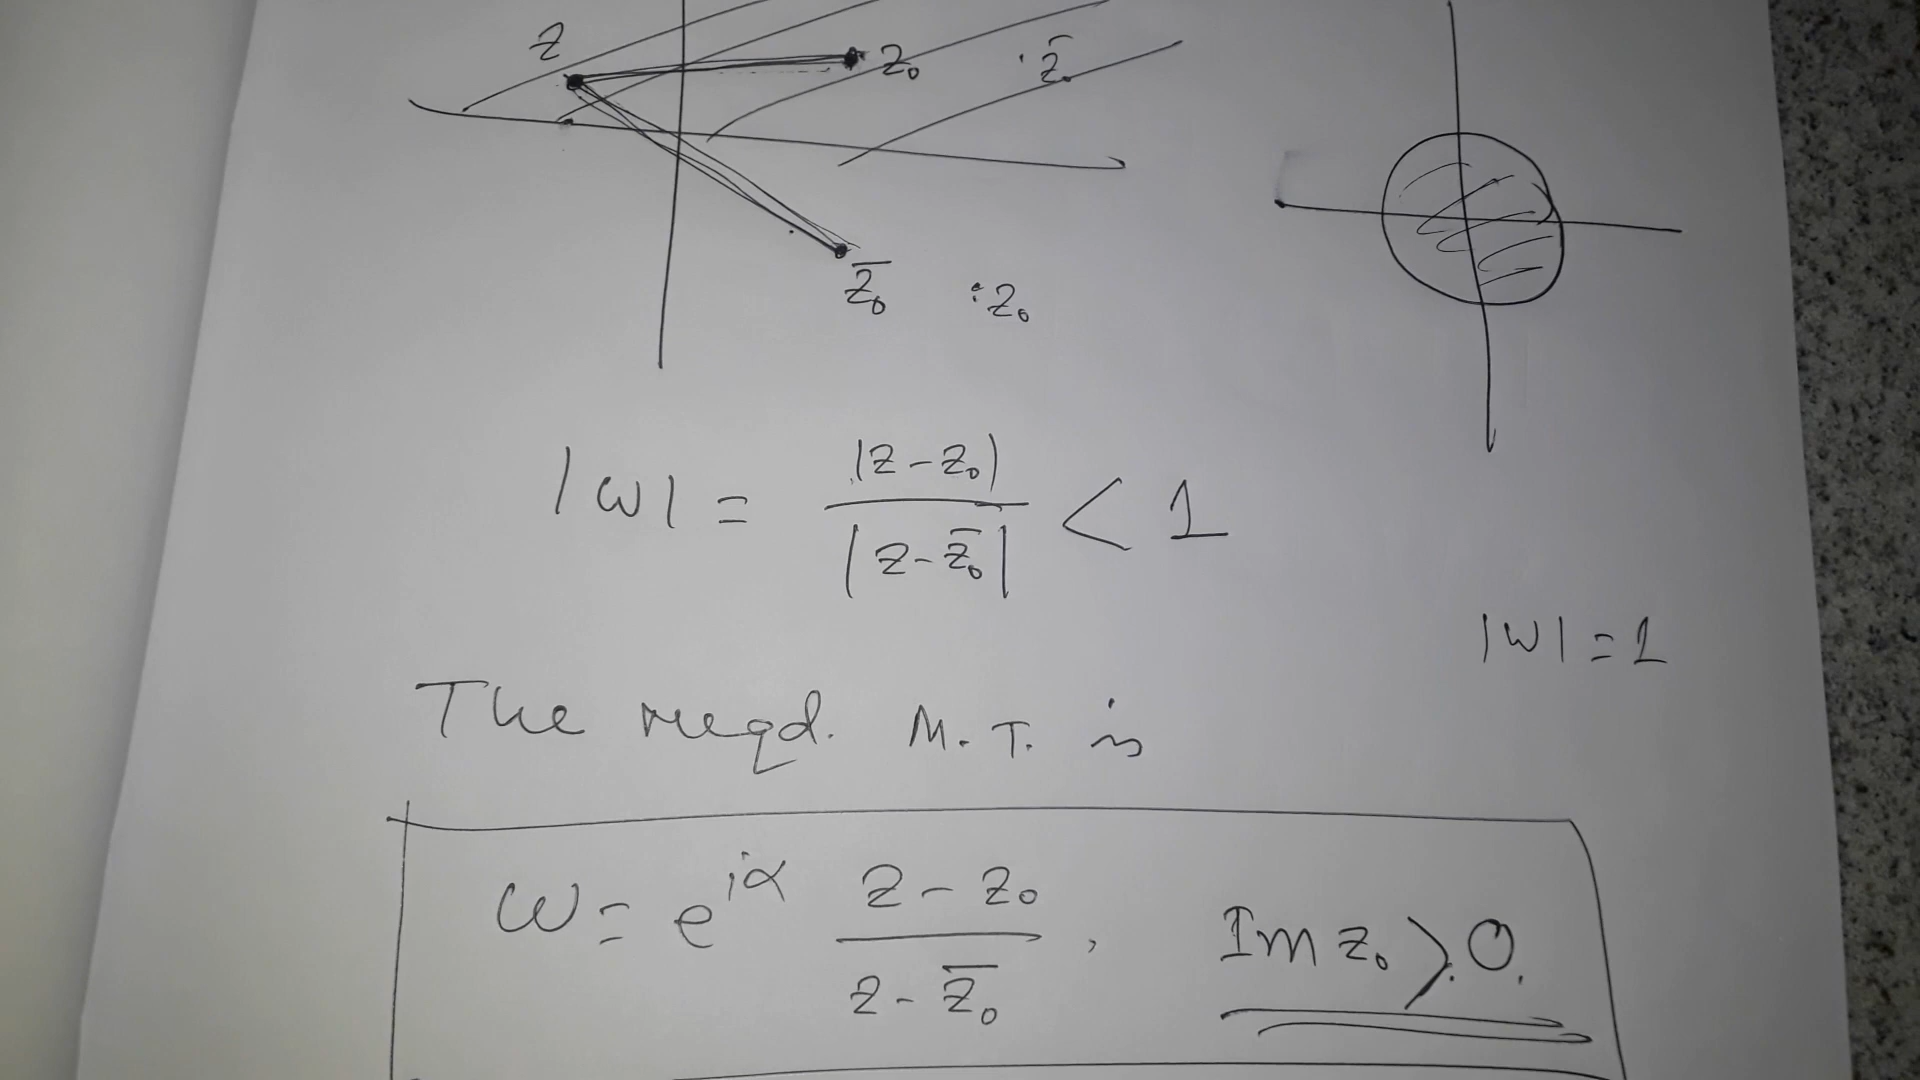 z z₀ . z̄₀
z̄₀ : z₀
|w| = |z - z₀| / |z - z̄₀| < 1
|w| = 1
The reqd. M. T. is
w = e^{iα} (z - z₀) / (z - z̄₀) , Im z₀ > 0.